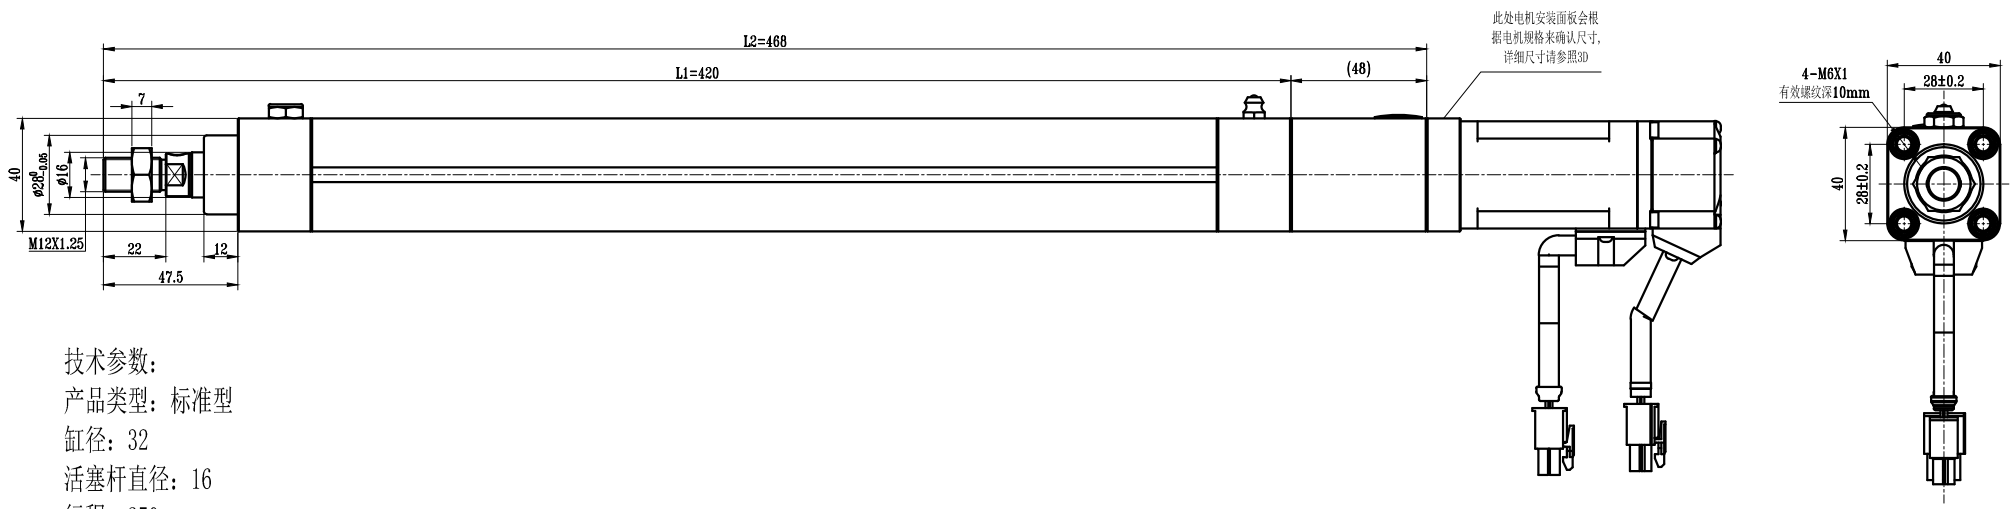 此处电机安装面板会根
据电机规格来确认尺寸,
详细尺寸请参照3D
L2=468
L1=420
(48)
7
40
ø28 0 -0.05
ø16
M12X1.25
22
12
47.5
40
28±0.2
4-M6X1
有效螺纹深10mm
40
28±0.2
技术参数:
产品类型: 标准型
缸径: 32
活塞杆直径: 16